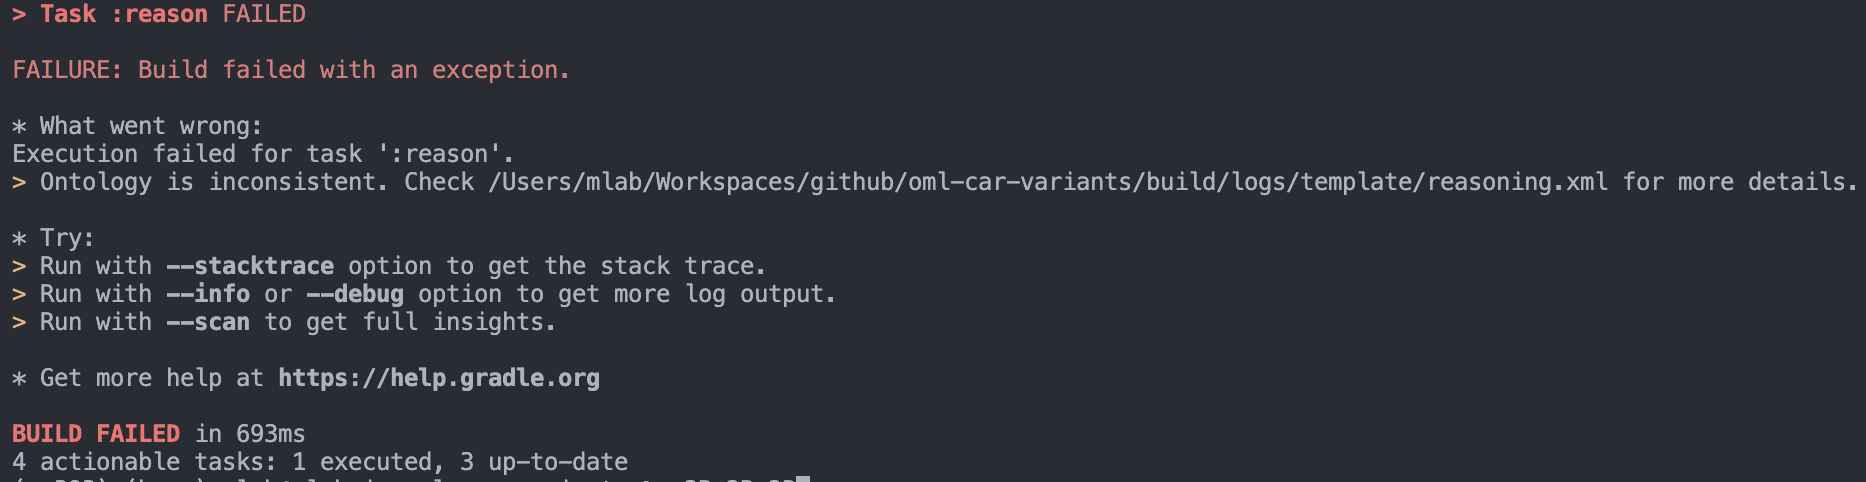 > Task :reason FAILED
FAILURE: Build failed with an exception.
* What went wrong:
Execution failed for task ':reason'.
> Ontology is inconsistent. Check /Users/mlab/Workspaces/github/oml-car-variants/build/logs/template/reasoning.xml for more details.
* Try:
> Run with --stacktrace option to get the stack trace.
> Run with --info or --debug option to get more log output.
> Run with --scan to get full insights.
* Get more help at https://help.gradle.org
BUILD FAILED in 693ms
4 actionable tasks: 1 executed, 3 up-to-date